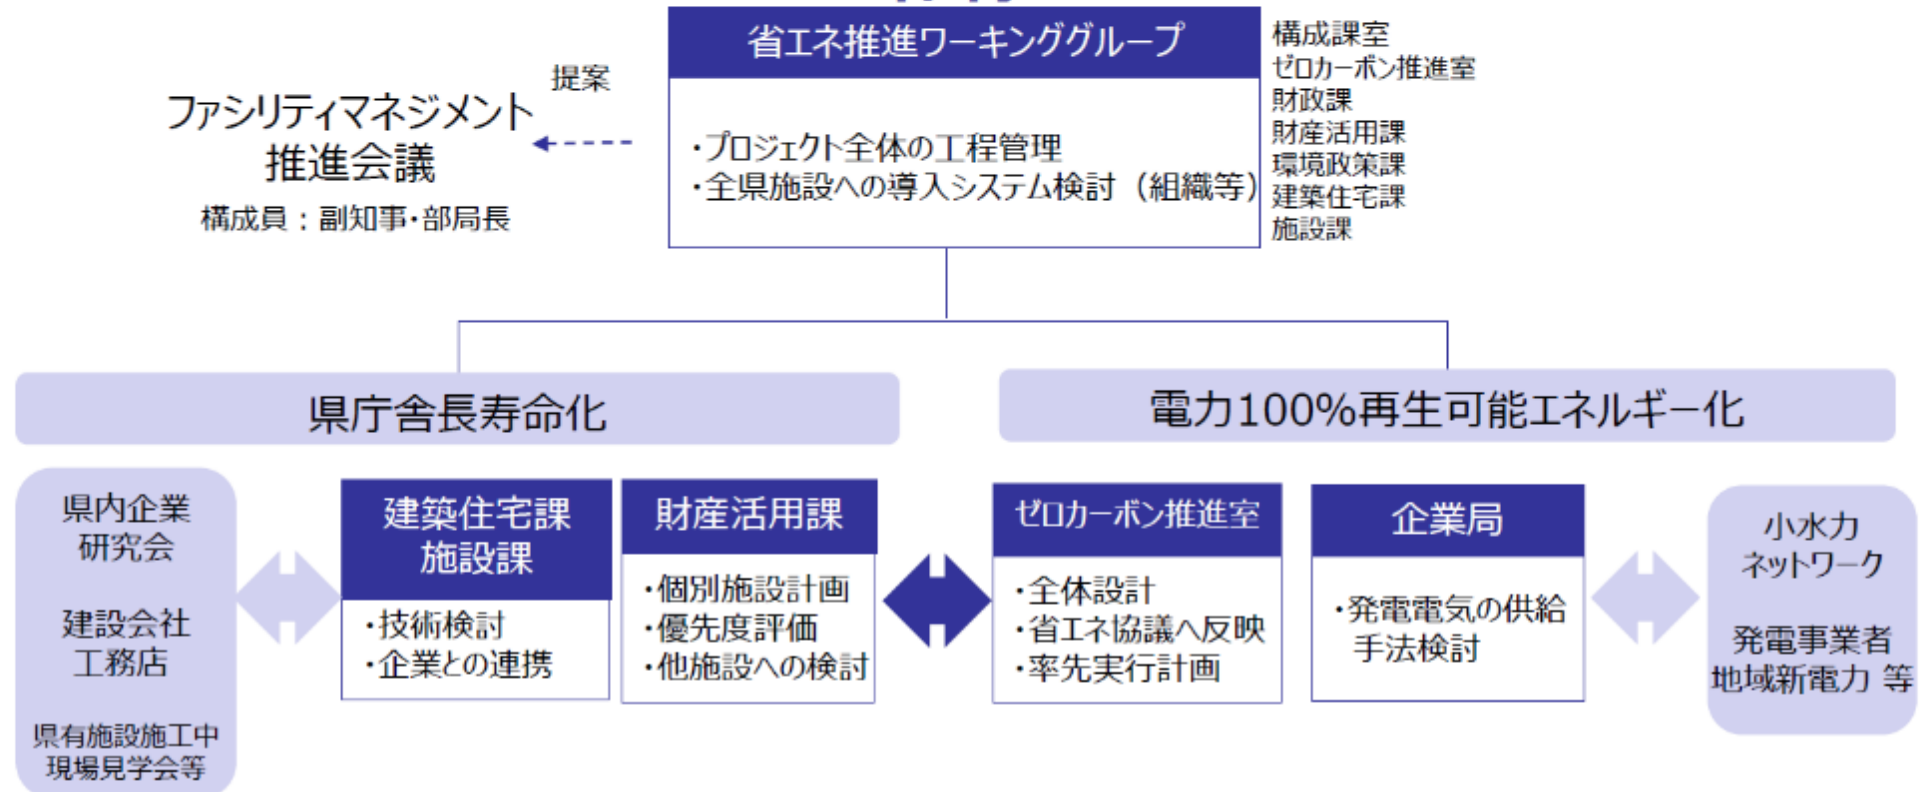 省エネ推進ワーキンググループ
・プロジェクト全体の工程管理
・全県施設への導入システム検討（組織等）
構成課室
ゼロカーボン推進室
財政課
財産活用課
環境政策課
建築住宅課
施設課
提案
ファシリティマネジメント
推進会議
構成員：副知事・部局長
県庁舎長寿命化
電力100%再生可能エネルギー化
県内企業
研究会
建設会社
工務店
県有施設施工中
現場見学会等
建築住宅課
施設課
・技術検討
・企業との連携
財産活用課
・個別施設計画
・優先度評価
・他施設への検討
ゼロカーボン推進室
・全体設計
・省エネ協議へ反映
・率先実行計画
企業局
・発電電気の供給
手法検討
小水力
ネットワーク
発電事業者
地域新電力 等